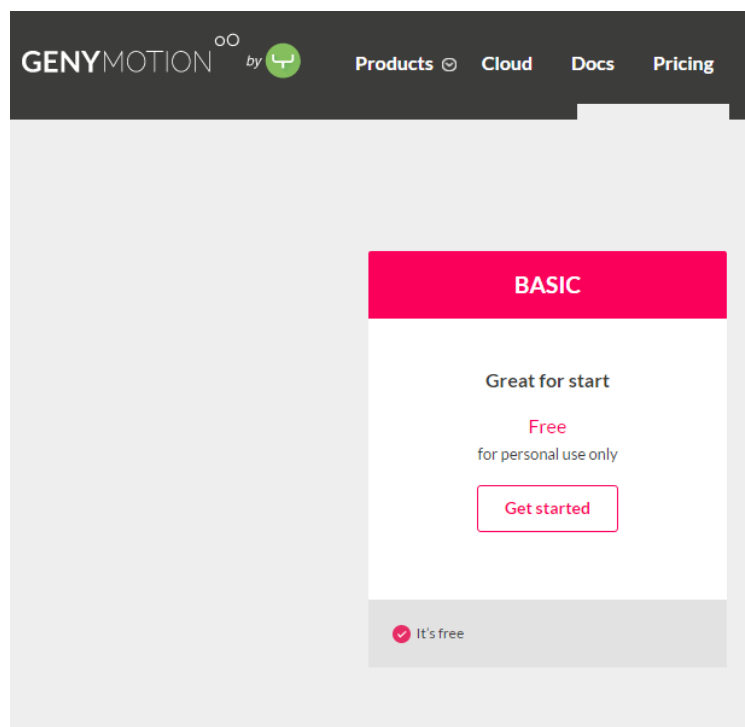 GENYMOTION by
Products Cloud Docs Pricing
BASIC
Great for start
Free
for personal use only
Get started
It's free